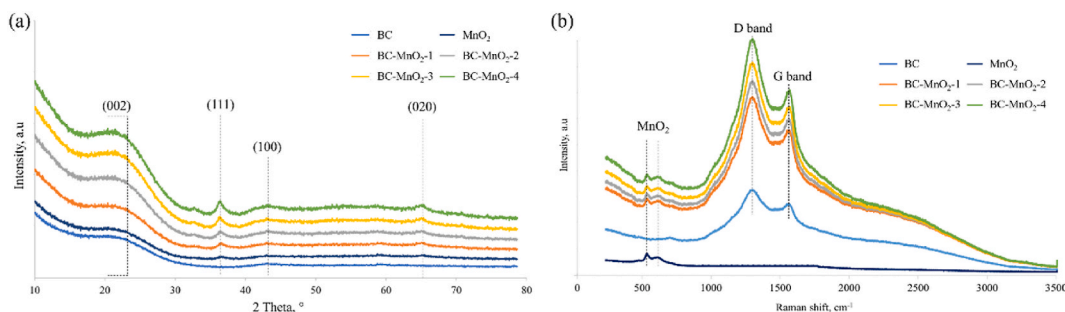 (a)
BC MnO₂
BC-MnO₂-1 BC-MnO₂-2
BC-MnO₂-3 BC-MnO₂-4
(002)
(111)
(100)
(020)
Intensity, a.u
10 20 30 40 50 60 70 80
2 Theta, °
(b)
D band
G band
MnO₂
BC MnO₂
BC-MnO₂-1 BC-MnO₂-2
BC-MnO₂-3 BC-MnO₂-4
Intensity, a.u
0 500 1000 1500 2000 2500 3000 350
Raman shift, cm⁻¹